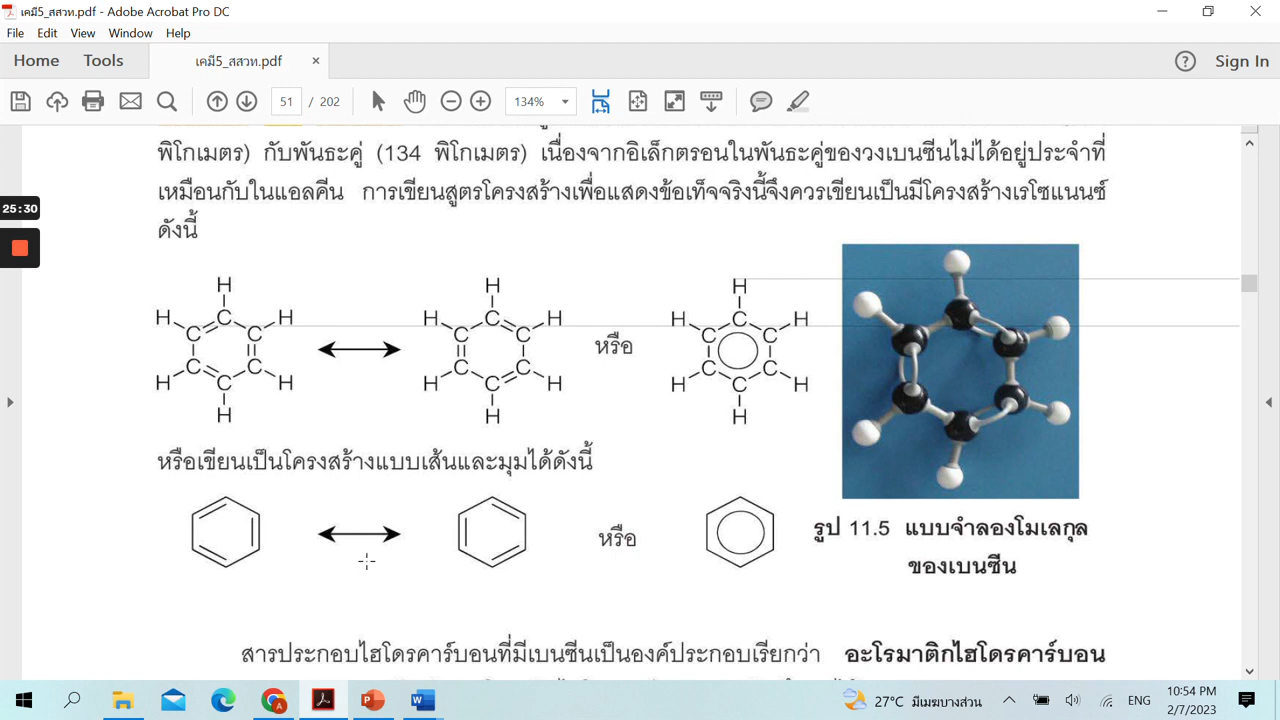 เคมี5_สสวท.pdf - Adobe Acrobat Pro DC
File Edit View Window Help
Home Tools เคมี5_สสวท.pdf × ? Sign In
51 / 202 134%
พิโกเมตร) กับพันธะคู่ (134 พิโกเมตร) เนื่องจากอิเล็กตรอนในพันธะคู่ของวงเบนซีนไม่ได้อยู่ประจำที่
25:30
เหมือนกับในแอลคีน การเขียนสูตรโครงสร้างเพื่อแสดงข้อเท็จจริงนี้จึงควรเขียนเป็นมีโครงสร้างเรโซแนนซ์
ดังนี้
H H H
H C H H C H H C H
C C C C หรือ C C
C C C C C C
H C H H C H H C H
H H H
หรือเขียนเป็นโครงสร้างแบบเส้นและมุมได้ดังนี้
หรือ
รูป 11.5 แบบจำลองโมเลกุล
ของเบนซีน
สารประกอบไฮโดรคาร์บอนที่มีเบนซีนเป็นองค์ประกอบเรียกว่า อะโรมาติกไฮโดรคาร์บอน
27°C มีเมฆบางส่วน ENG 10:54 PM
2/7/2023